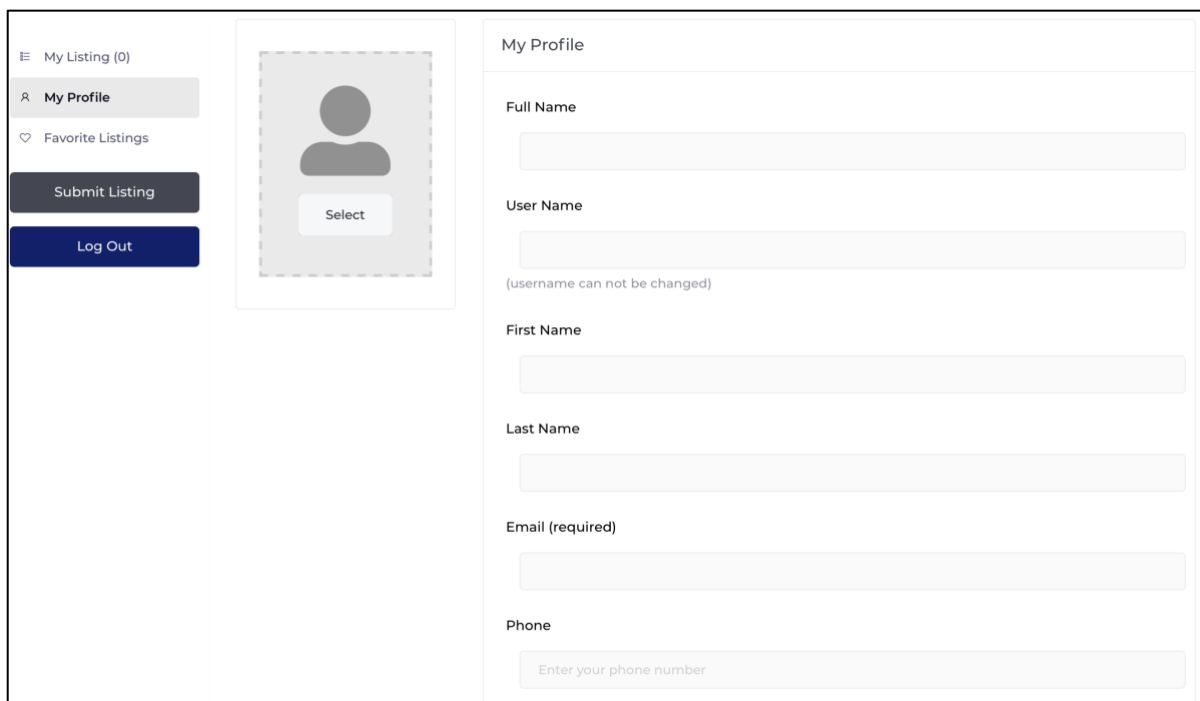 My Listing (0)
My Profile
Favorite Listings
Submit Listing
Log Out
Select
My Profile
Full Name
User Name
(username can not be changed)
First Name
Last Name
Email (required)
Phone
Enter your phone number